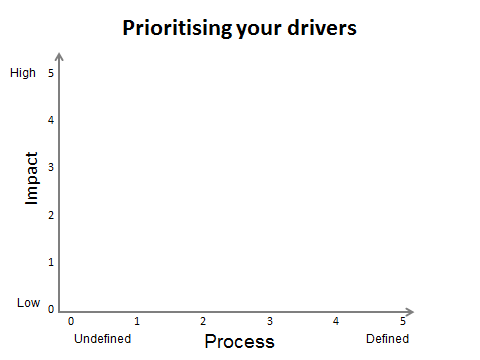 Prioritising your drivers
High 5
4
3
2
1
Low 0
Impact
0 1 2 3 4 5
Undefined Process Defined